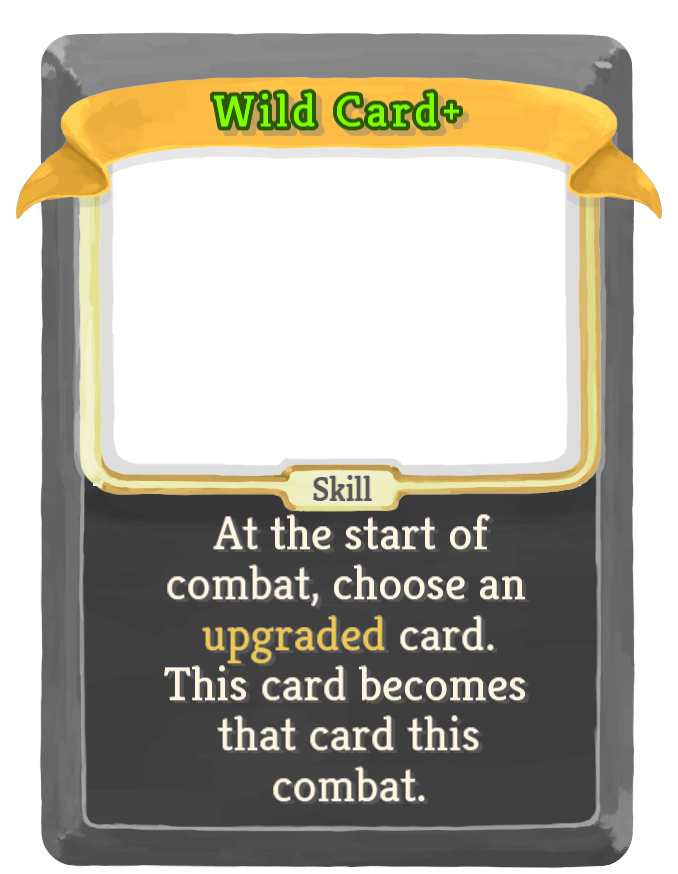 Wild Card+
Skill
At the start of
combat, choose an
upgraded card.
This card becomes
that card this
combat.